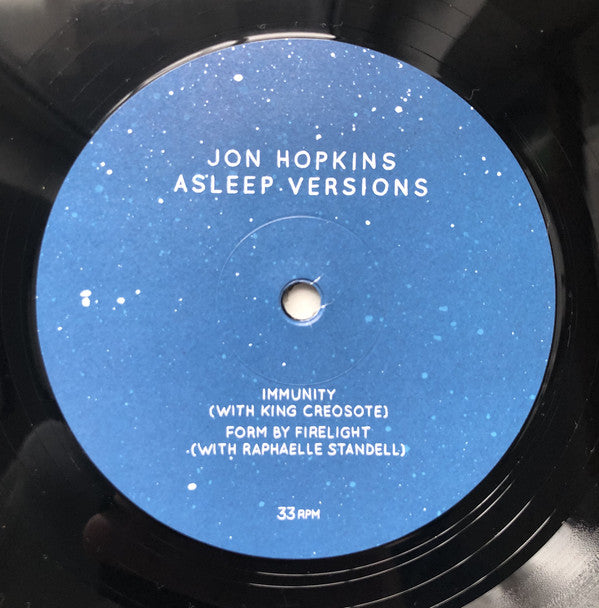 JON HOPKINS
ASLEEP VERSIONS
IMMUNITY
(WITH KING CREOSOTE)
FORM BY FIRELIGHT
(WITH RAPHAELLE STANDELL)
33 RPM